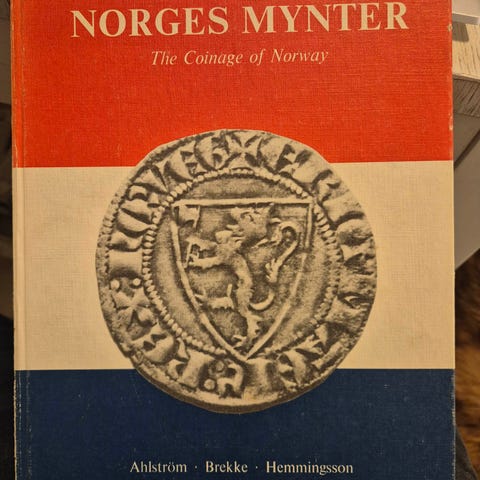 NORGES MYNTER
The Coinage of Norway
Ahlström · Brekke · Hemmingsson